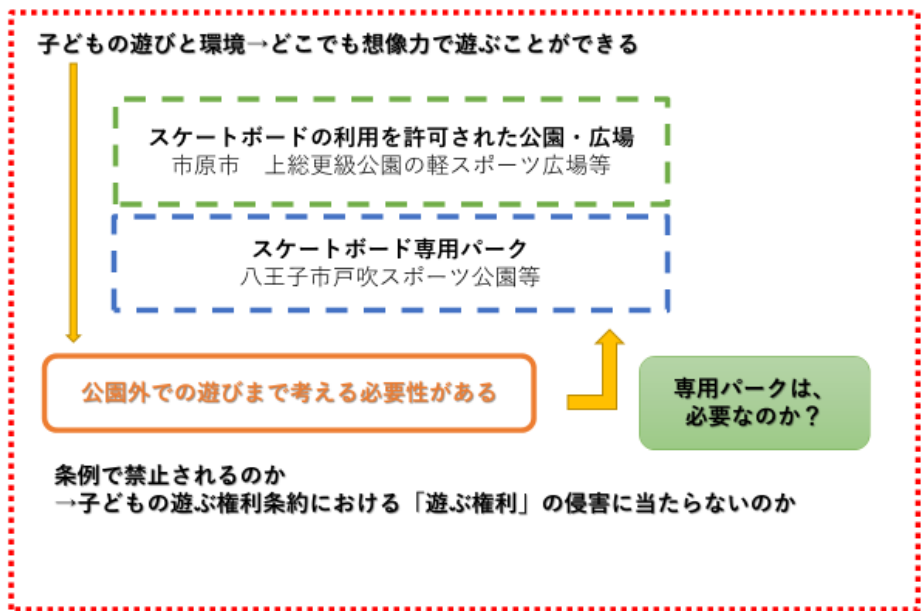 子どもの遊びと環境→どこでも想像力で遊ぶことができる
スケートボードの利用を許可された公園・広場
市原市　上総更級公園の軽スポーツ広場等
スケートボード専用パーク
八王子市戸吹スポーツ公園等
公園外での遊びまで考える必要性がある
専用パークは、
必要なのか？
条例で禁止されるのか
→子どもの遊ぶ権利条約における「遊ぶ権利」の侵害に当たらないのか